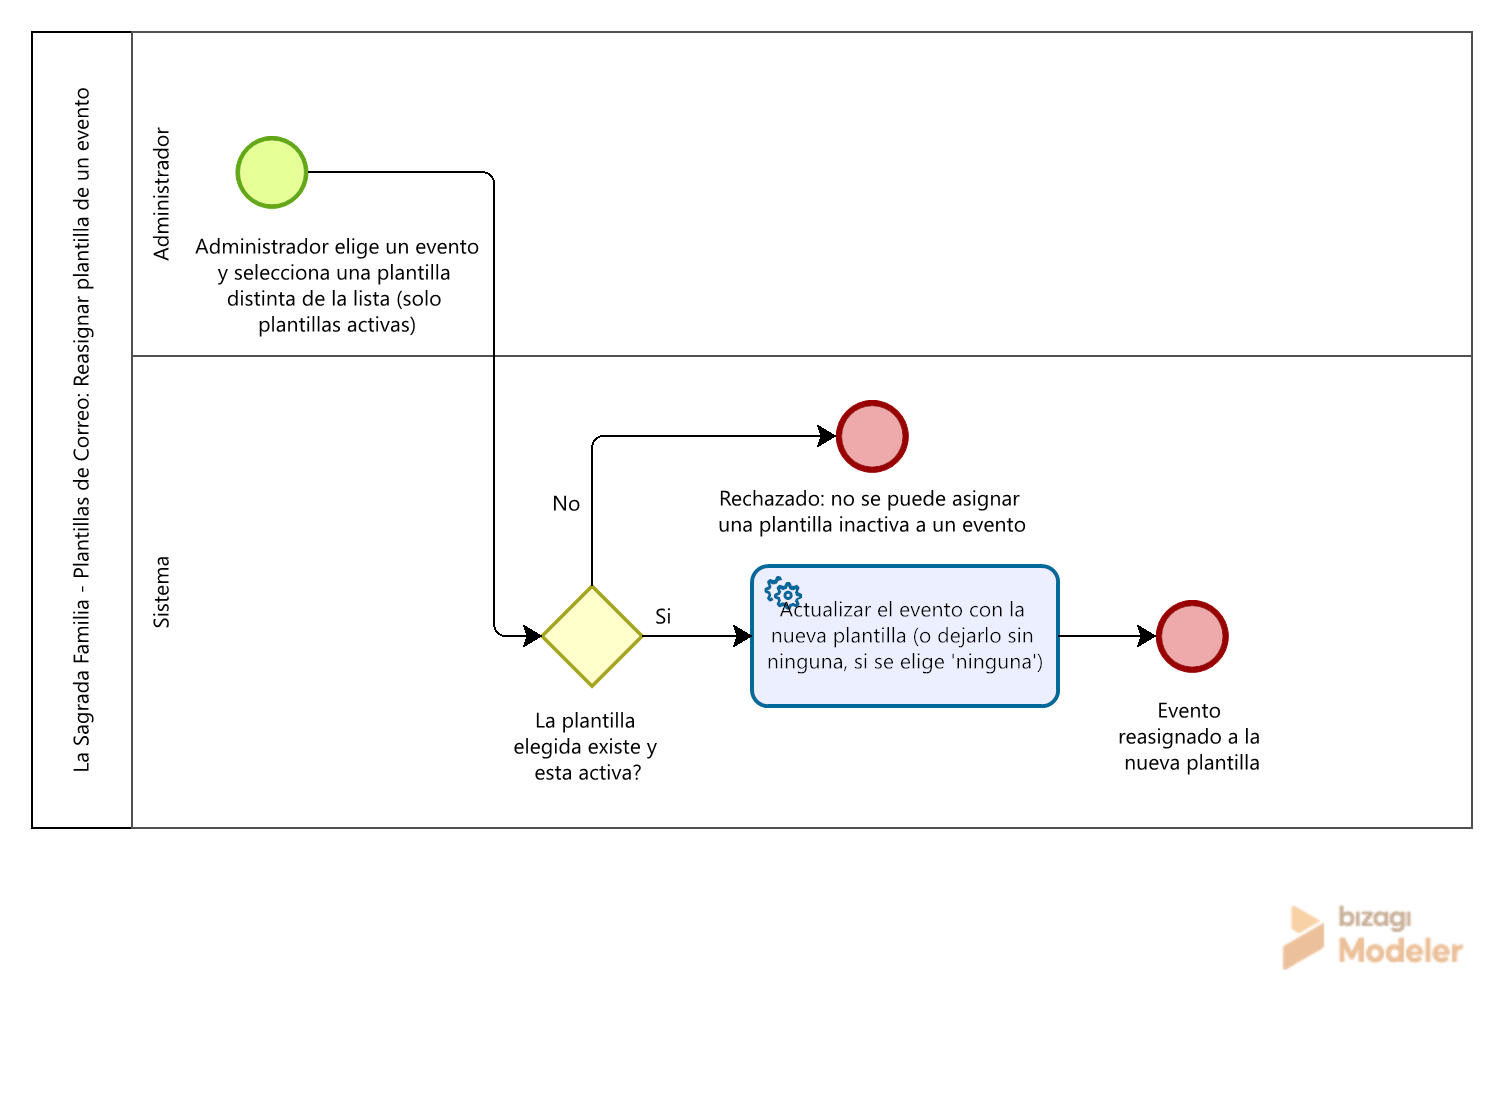 La Sagrada Familia - Plantillas de Correo: Reasignar plantilla de un evento
Administrador
Administrador elige un evento
y selecciona una plantilla
distinta de la lista (solo
plantillas activas)
Sistema
No
Rechazado: no se puede asignar
una plantilla inactiva a un evento
Si
La plantilla
elegida existe y
esta activa?
Actualizar el evento con la
nueva plantilla (o dejarlo sin
ninguna, si se elige 'ninguna')
Evento
reasignado a la
nueva plantilla
bizagi
Modeler